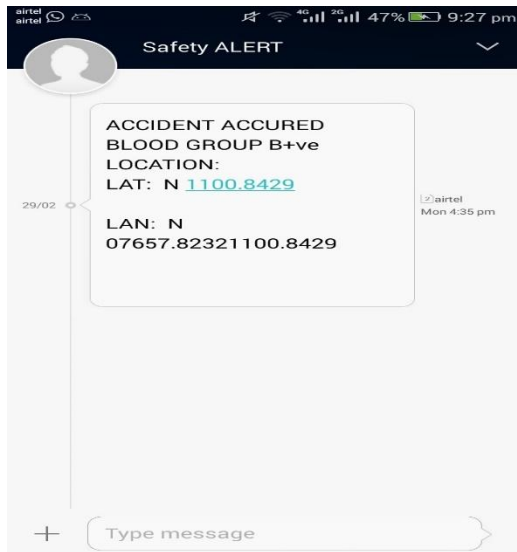 airtel
airtel 4G 2G 47% 9:27 pm
Safety ALERT
ACCIDENT ACCURED
BLOOD GROUP B+ve
LOCATION:
LAT: N 1100.8429
29/02
2 airtel
Mon 4:35 pm
LAN: N
07657.82321100.8429
Type message